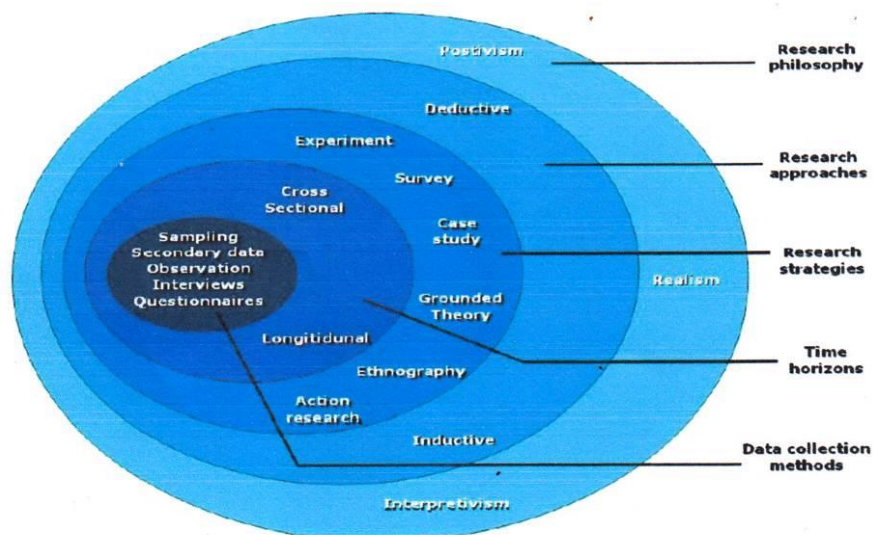 Postivism
Research
philosophy
Deductive
Experiment
Research
approaches
Survey
Cross
Sectional
Case
study
Sampling
Secondary data
Observation
Interviews
Questionnaires
Research
strategies
Realism
Grounded
Theory
Longitidunal
Time
horizons
Ethnography
Action
research
Inductive
Data collection
methods
Interpretivism